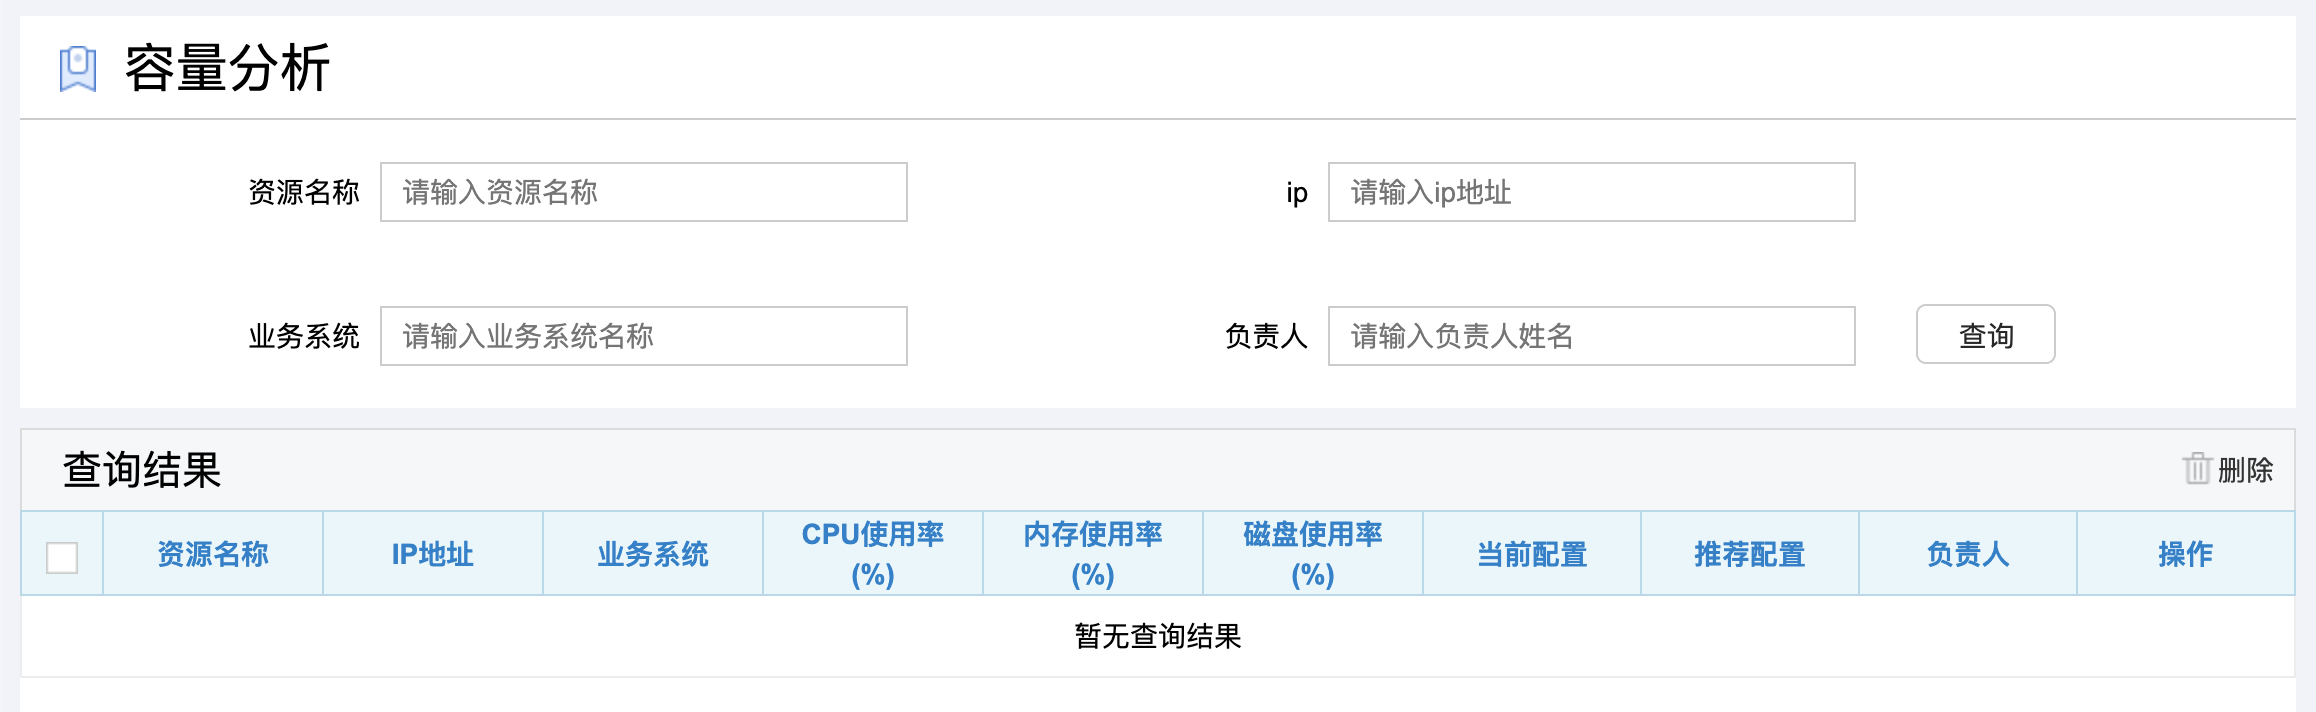 容量分析
资源名称 请输入资源名称 ip 请输入ip地址
业务系统 请输入业务系统名称 负责人 请输入负责人姓名 查询
查询结果 删除
资源名称 IP地址 业务系统 CPU使用率(%) 内存使用率(%) 磁盘使用率(%) 当前配置 推荐配置 负责人 操作
暂无查询结果